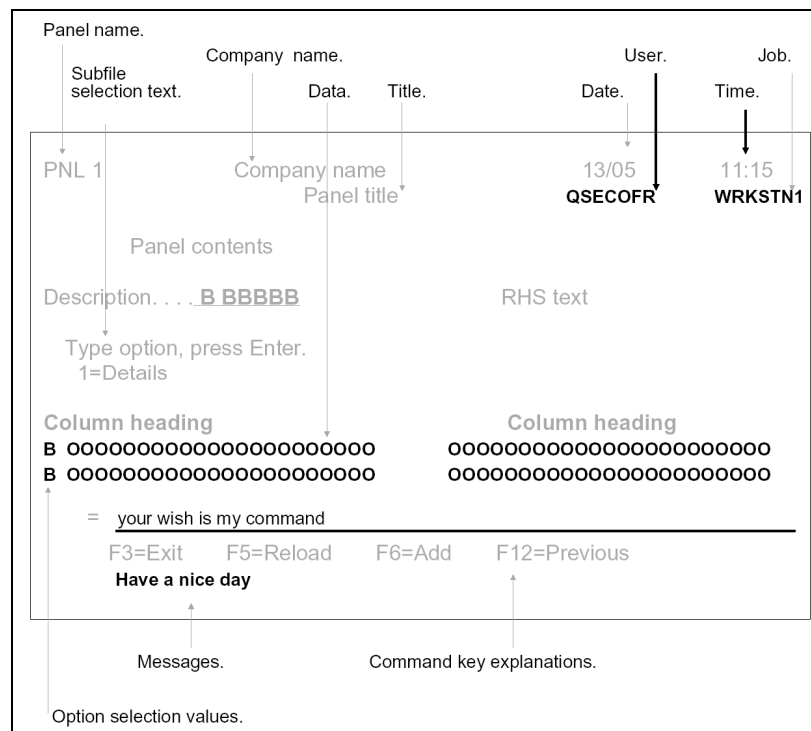 Panel name.
Company name. User. Job.
Subfile
selection text. Data. Title. Date. Time.
PNL 1 Company name 13/05 11:15
Panel title QSECOFR WRKSTN1
Panel contents
Description. . . . B BBBBB RHS text
Type option, press Enter.
1=Details
Column heading Column heading
B OOOOOOOOOOOOOOOOOOOOOO OOOOOOOOOOOOOOOOOOOOOOO
B OOOOOOOOOOOOOOOOOOOOOO OOOOOOOOOOOOOOOOOOOOOOO
= your wish is my command
F3=Exit F5=Reload F6=Add F12=Previous
Have a nice day
Messages. Command key explanations.
Option selection values.